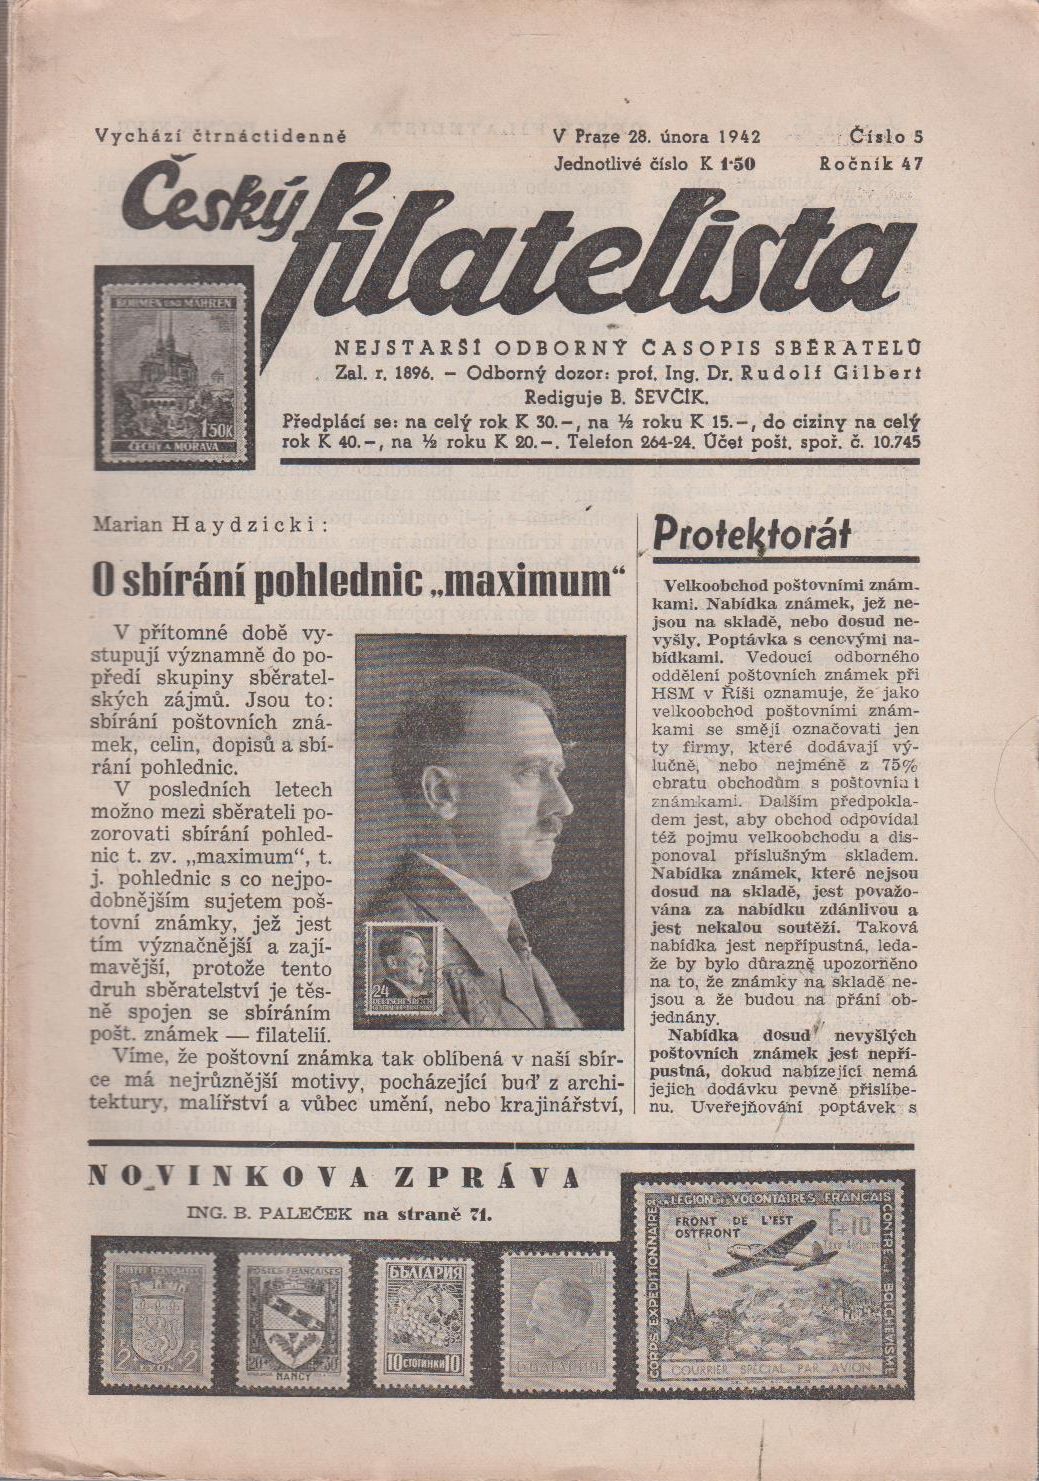 Vychází čtrnáctidenně
V Praze 28. února 1942
Číslo 5
Jednotlivé číslo K 1·50
Ročník 47
Český
filatelista
BÖHMEN UND MÄHREN
1·50K
ČECHY A MORAVA
NEJSTARŠÍ ODBORNÝ ČASOPIS SBĚRATELŮ
Zal. r. 1896. – Odborný dozor: prof. Ing. Dr. Rudolf Gilbert
Rediguje B. ŠEVČÍK.
Předplácí se: na celý rok K 30.–, na ½ roku K 15.–, do ciziny na celý
rok K 40.–, na ½ roku K 20.–. Telefon 264-24. Účet pošt. spoř. č. 10.745
Marian Haydzicki:
O sbírání pohlednic „maximum“
V přítomné době vy-
stupují významně do po-
předí skupiny sběratel-
ských zájmů. Jsou to:
sbírání poštovních zná-
mek, celin, dopisů a sbí-
rání pohlednic.
V posledních letech
možno mezi sběrateli po-
zorovati sbírání pohled-
nic t. zv. „maximum“, t.
j. pohlednic s co nejpo-
dobnějším sujetem poš-
tovní známky, jež jest
tím význačnější a zají-
mavější, protože tento
druh sběratelství je těs-
ně spojen se sbíráním
pošt. známek — filatelií.
24
DEUTSCHES REICH
Víme, že poštovní známka tak oblíbená v naší sbír-
ce má nejrůznější motivy, pocházející buď z archi-
tektury, malířství a vůbec umění, nebo krajinářství,
Protektorát
Velkoobchod poštovními znám-
kami. Nabídka známek, jež ne-
jsou na skladě, nebo dosud ne-
vyšly. Poptávka s cenovými na-
bídkami. Vedoucí odborného
oddělení poštovních známek při
HSM v Říši oznamuje, že jako
velkoobchod poštovními znám-
kami se smějí označovati jen
ty firmy, které dodávají vý-
lučně, nebo nejméně z 75%
obratu obchodům s poštovními
známkami. Dalším předpokla-
dem jest, aby obchod odpovídal
též pojmu velkoobchodu a dis-
ponoval příslušným skladem.
Nabídka známek, které nejsou
dosud na skladě, jest považo-
vána za nabídku zdánlivou a
jest nekalou soutěží. Taková
nabídka jest nepřípustná, leda-
že by bylo důrazně upozorněno
na to, že známky na skladě ne-
jsou a že budou na přání ob-
jednány.
Nabídka dosud nevyšlých
poštovních známek jest nepří-
pustná, dokud nabízející nemá
jejich dodávku pevně přislíbe-
nu. Uveřejňování poptávek s
NOVINKOVA ZPRÁVA
ING. B. PALEČEK na straně 71.
POSTES FRANÇAISES
2+2
LYON
POSTES FRANÇAISES
20+30
NANCY
БЪЛГАРИЯ
10 СТОТИНКИ 10
10
LEGION DES VOLONTAIRES FRANCAIS
CONTRE LE BOLCHEVISME
CORPS EXPEDITIONNAIRE
FRONT DE L'EST
OSTFRONT
F+10
COURRIER SPECIAL PAR AVION